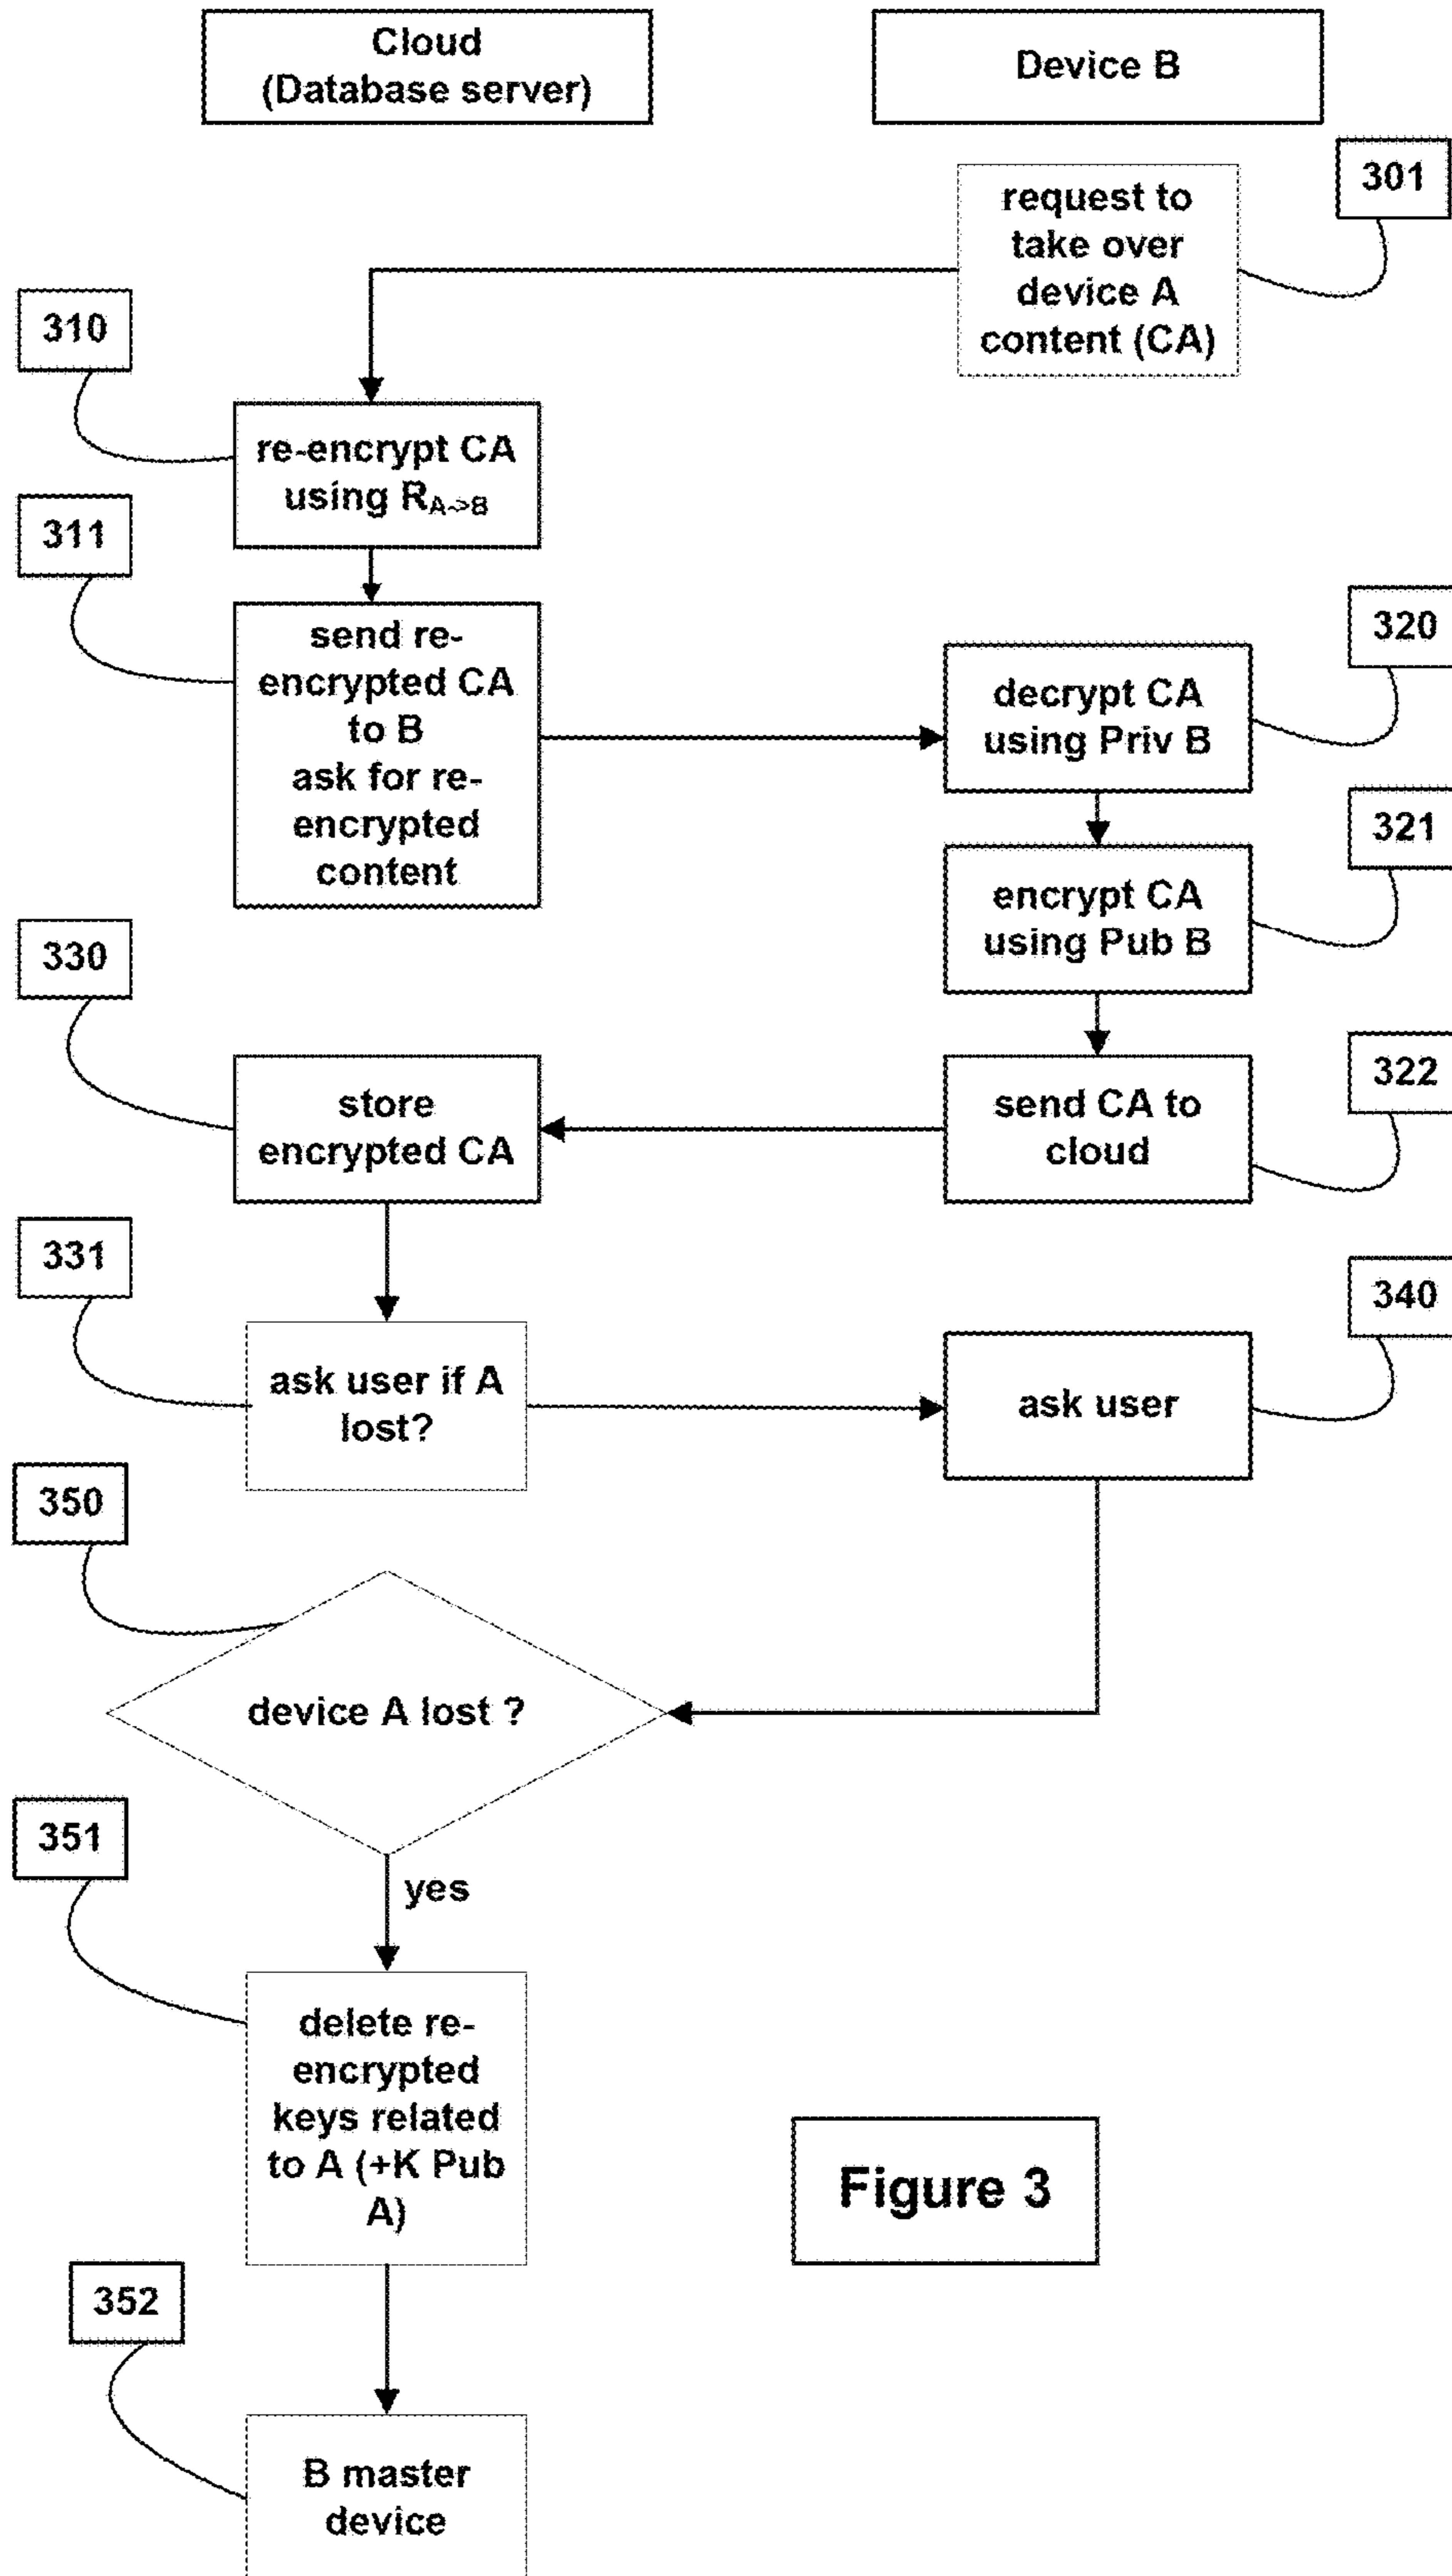 Cloud
(Database server)
Device B
301
request to
take over
device A
content (CA)
310
re-encrypt CA
using R_A->B
311
send re-
encrypted CA
to B
ask for re-
encrypted
content
320
decrypt CA
using Priv B
321
encrypt CA
using Pub B
330
322
store
encrypted CA
send CA to
cloud
331
340
ask user if A
lost?
ask user
350
device A lost ?
351
yes
delete re-
encrypted
keys related
to A (+K Pub
A)
Figure 3
352
B master
device